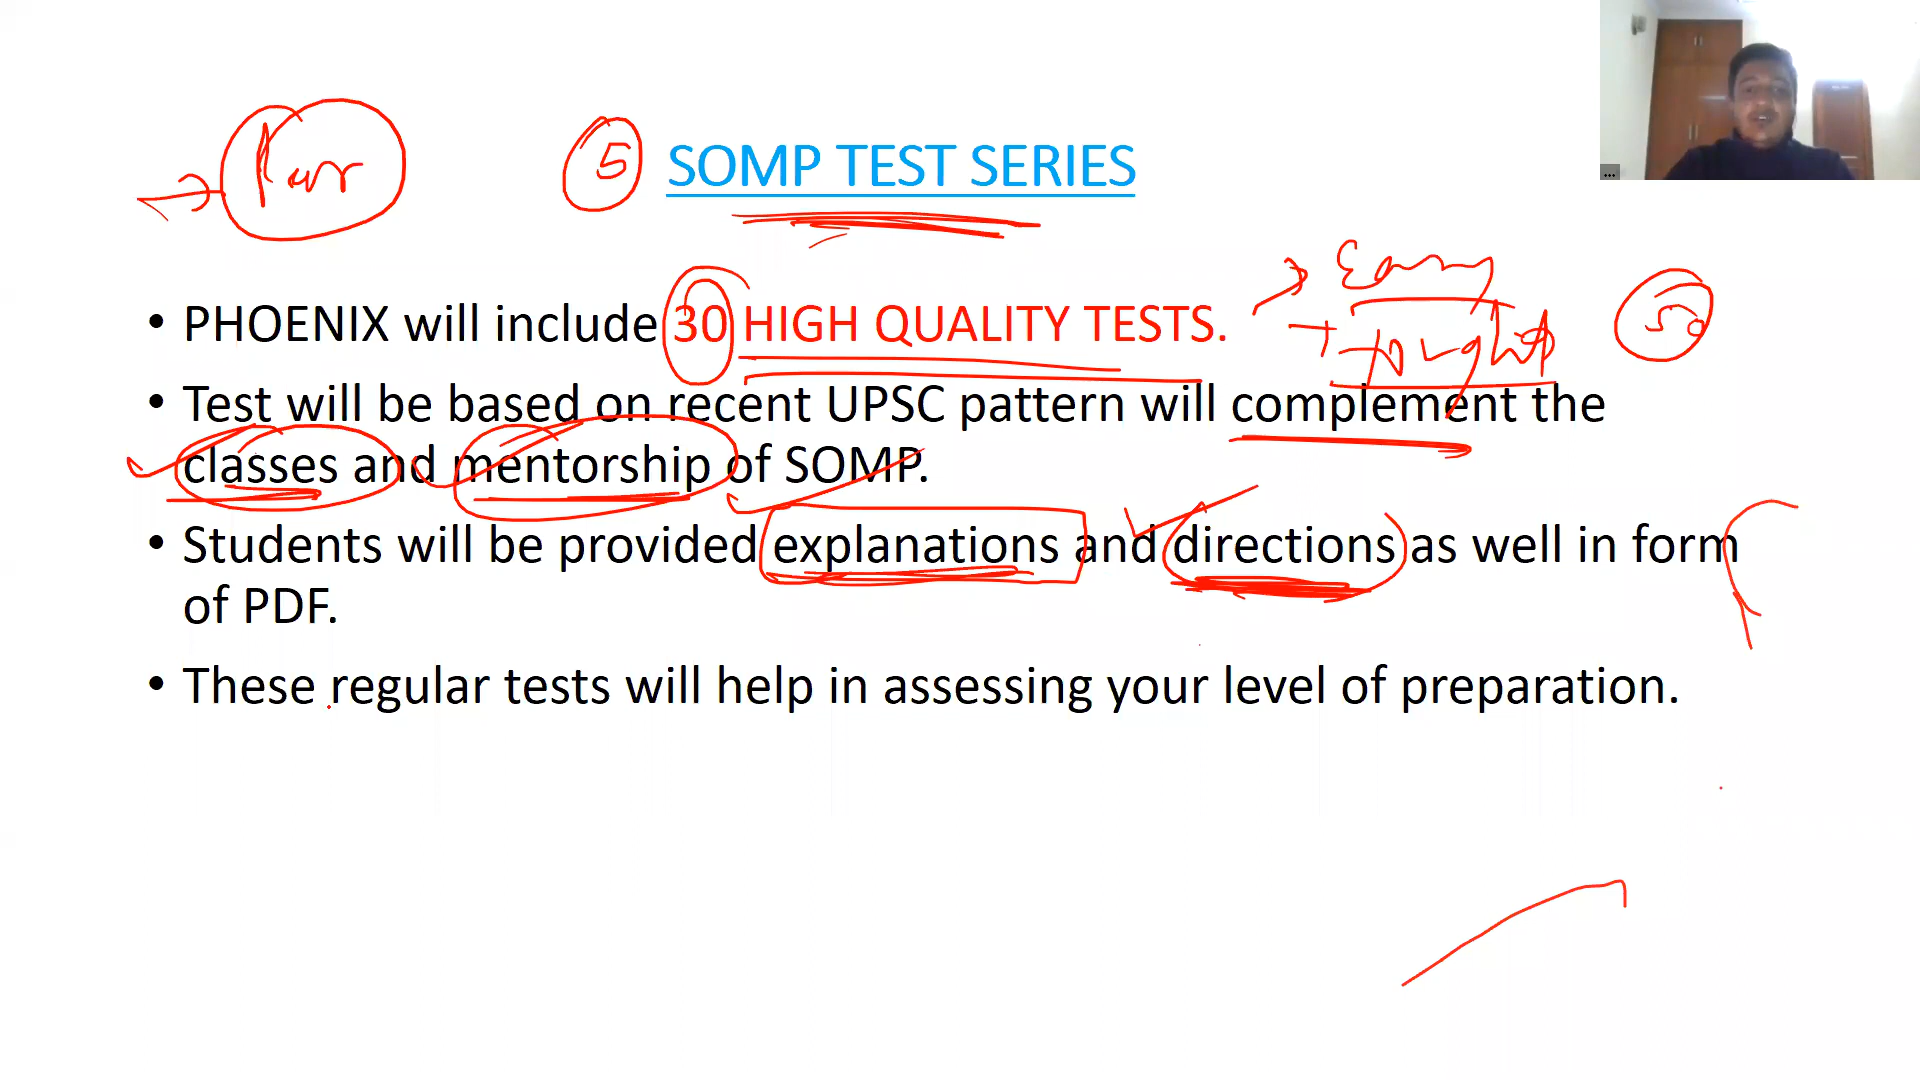 5 SOMP TEST SERIES
Easy
• PHOENIX will include 30 HIGH QUALITY TESTS.
50
• Test will be based on recent UPSC pattern will complement the
classes and mentorship of SOMP.
• Students will be provided explanations and directions as well in form
of PDF.
• These regular tests will help in assessing your level of preparation.